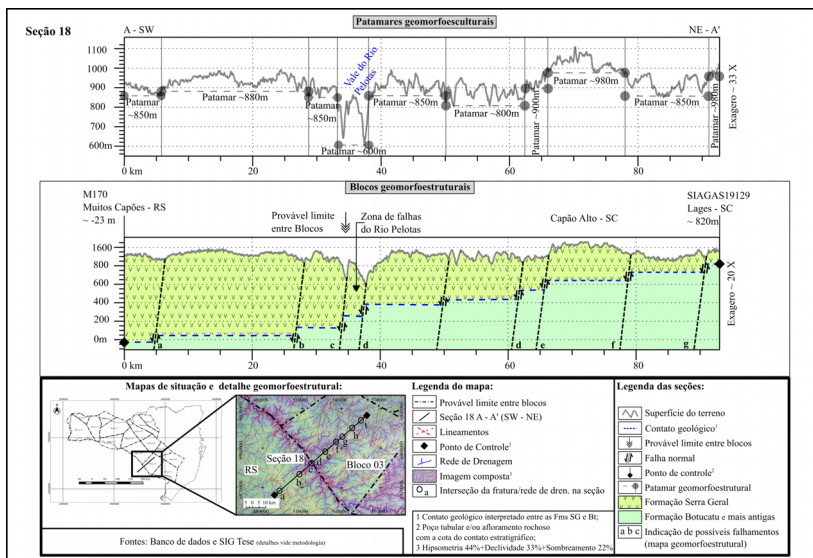 Seção 18
A - SW
Patamares geomorfoesculturais
NE - A'
1100
1000
900
800
700
600m
Patamar
~850m
Patamar ~880m
Patamar
~850m
Vale do Rio
Pelotas
Patamar ~600m
Patamar ~850m
Patamar ~800m
Patamar ~900m
Patamar ~980m
Patamar ~850m
Patamar ~980m
Exagero ~ 33 X
0 km
20
40
60
80
Blocos geomorfoestruturais
M170
Muitos Capões - RS
~ -23 m
Provável limite
entre Blocos
Zona de falhas
do Rio Pelotas
Capão Alto - SC
SIAGAS19129
Lages - SC
~ 820m
1600
800
600
400
200
0m
a
b
c
d
d
e
f
g
Exagero ~ 20 X
0 km
20
40
60
80
Mapas de situação e detalhe geomorfoestrutural:
RS
Seção 18
Bloco 03
a
b
c
d
e
f
g
h
i
0 5 10 km
Fontes: Banco de dados e SIG Tese (detalhes vide metodologia)
Legenda do mapa:
Provável limite entre blocos
Seção 18 A - A' (SW - NE)
Lineamentos
Ponto de Controle²
Rede de Drenagem
Imagem composta³
a Interseção da fratura/rede de dren. na seção
1 Contato geológico interpretado entre as Fms SG e Bt;
2 Poço tubular e/ou afloramento rochoso
com a cota do contato estratigráfico;
3 Hipsometria 44%+Declividade 33%+Sombreamento 22%
Legenda das seções:
Superfície do terreno
Contato geológico¹
Provável limite entre blocos
Falha normal
Ponto de controle²
Patamar geomorfoestrutural
Formação Serra Geral
Formação Botucatu e mais antigas
a b c Indicação de possíveis falhamentos
(mapa geomorfoestrutural)